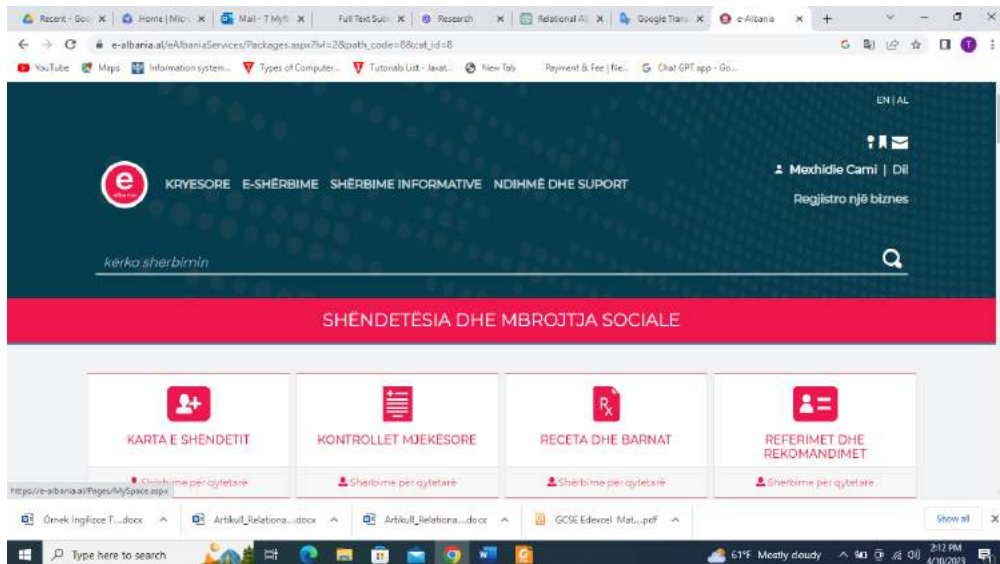 Recent - Goo
Home | Micr
Mail - T Myft
Full Text Sub
Research
Relational Al
Google Tran
e-Albania
e-albania.al/eAlbaniaServices/Packages.aspx?lvl=2&path_code=8&cat_id=8
YouTube
Maps
Information system...
Types of Computer...
Tutorials List - Javat...
New Tab
Payment & Fee | Ne...
Chat GPT app - Go...
EN | AL
Mexhidie Cami | Dil
KRYESORE E-SHËRBIME SHËRBIME INFORMATIVE NDIHMË DHE SUPORT
Regjistro një biznes
kerko sherbimin
SHËNDETËSIA DHE MBROJTJA SOCIALE
KARTA E SHËNDETIT
KONTROLLET MJEKËSORE
RECETA DHE BARNAT
REFERIMET DHE
REKOMANDIMET
Shërbime për qytetarë
Shërbime për qytetarë
Shërbime për qytetarë
Shërbime për qytetarë
https://e-albania.al/Pages/MySpace.aspx
Örnek İngilizce T....docx
Artikull_Relationa....docx
Artikull_Relationa....docx
GCSE Edexcel Mat....pdf
Show all
Type here to search
61°F Mostly cloudy
2:12 PM
4/10/2023